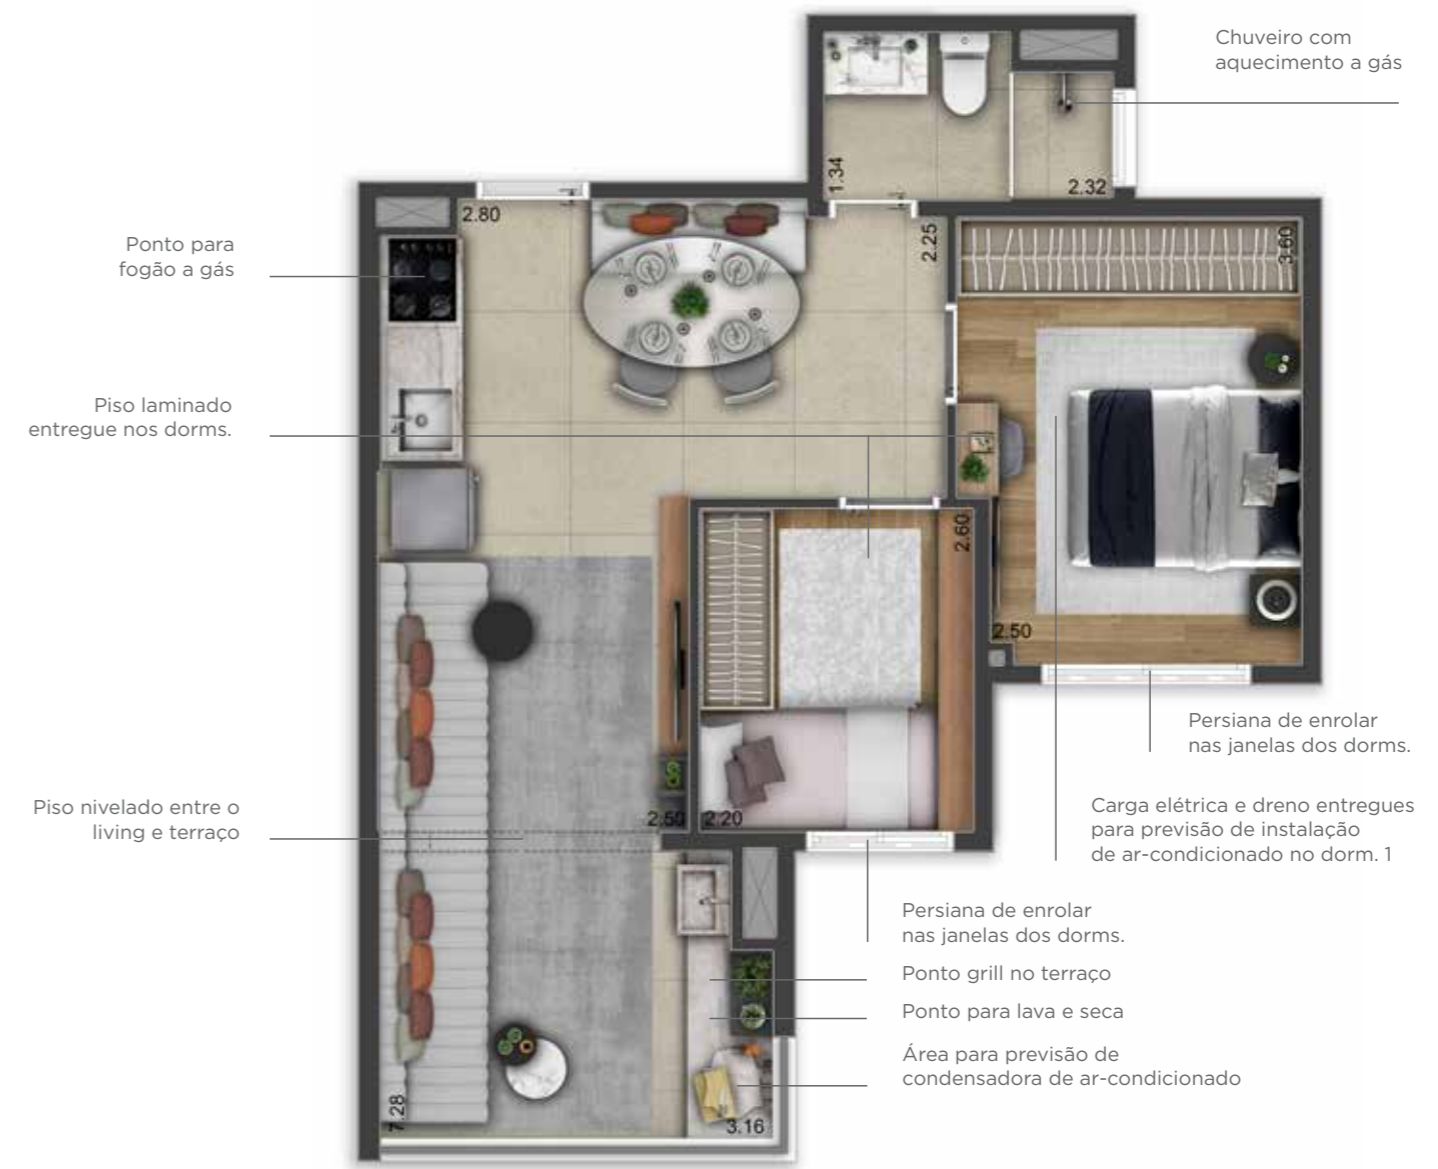 Chuveiro com
aquecimento a gás
1.34
2.32
2.80
2.25
3.60
Ponto para
fogão a gás
Piso laminado
entregue nos dorms.
2.60
2.50
Persiana de enrolar
nas janelas dos dorms.
Piso nivelado entre o
living e terraço
2.50
2.20
Carga elétrica e dreno entregues
para previsão de instalação
de ar-condicionado no dorm. 1
Persiana de enrolar
nas janelas dos dorms.
Ponto grill no terraço
Ponto para lava e seca
Área para previsão de
condensadora de ar-condicionado
7.28
3.16